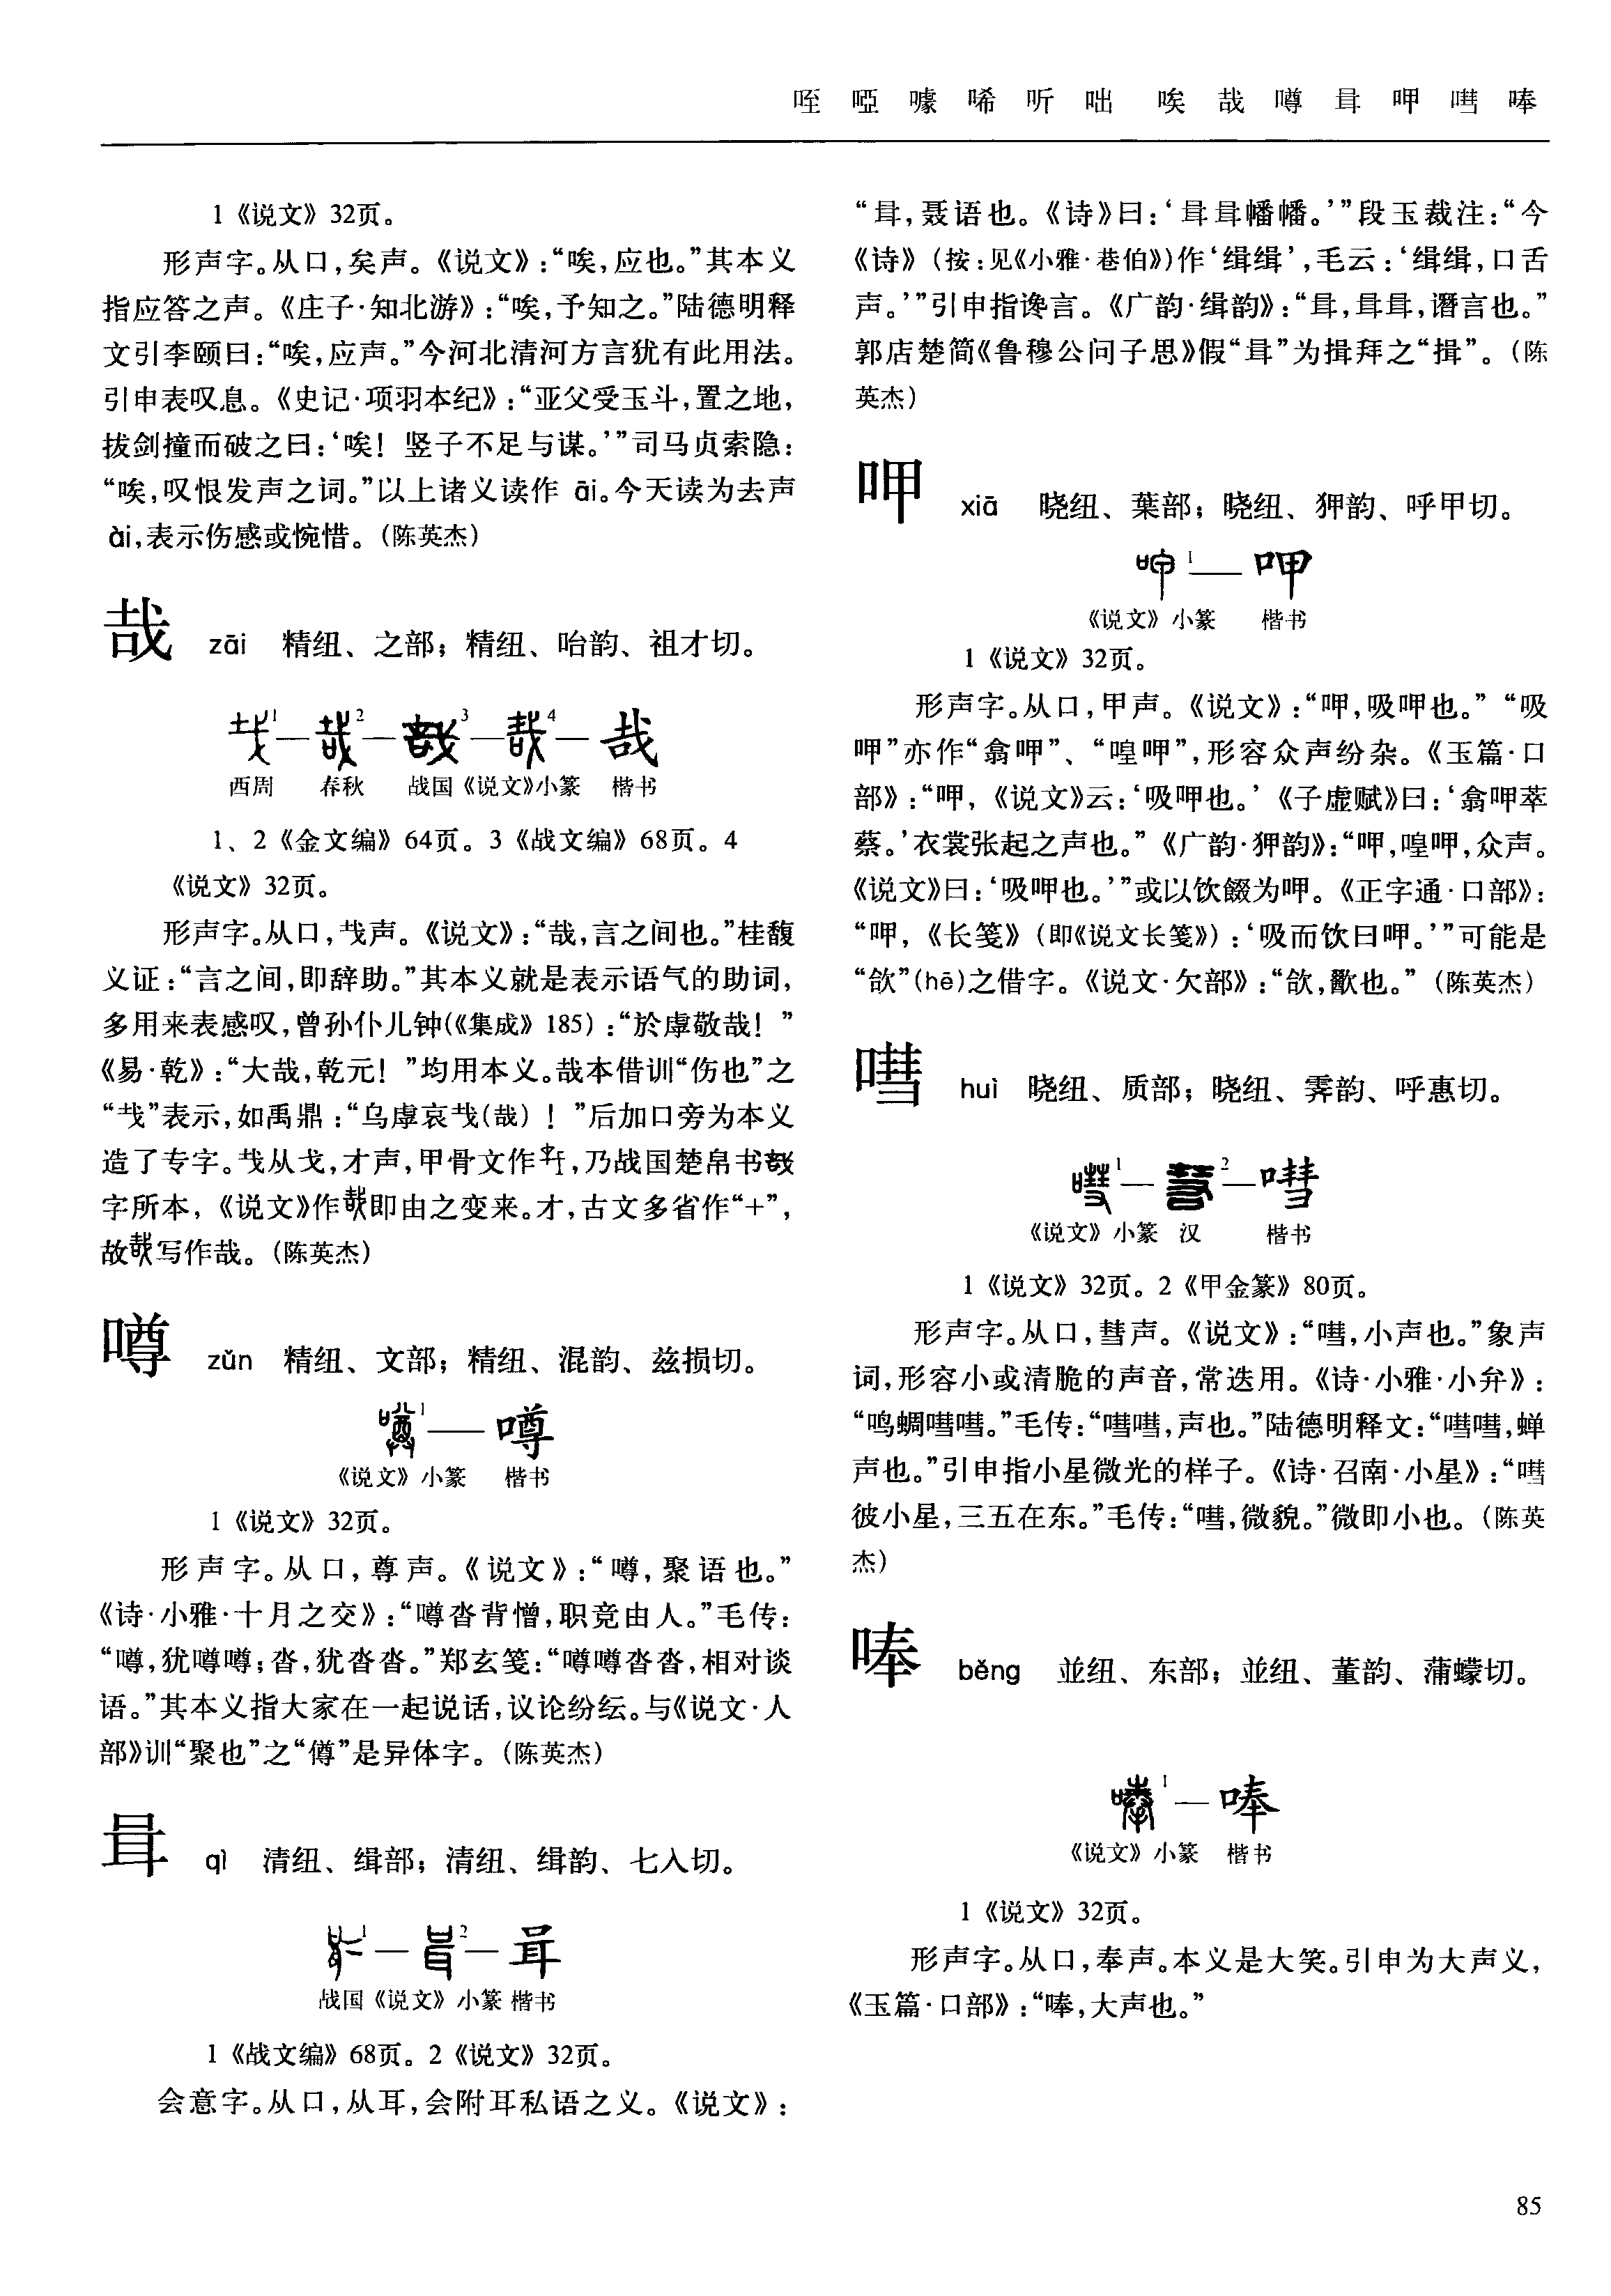 咥 啞 噱 唏 听 咄 唉 哉 噂 咠 呷 嘒 唪
1《说文》32页。
形声字。从口，矣声。《说文》：“唉，应也。”其本义
指应答之声。《庄子·知北游》：“唉，予知之。”陆德明释
文引李颐曰：“唉，应声。”今河北清河方言犹有此用法。
引申表叹息。《史记·项羽本纪》：“亚父受玉斗，置之地，
拔剑撞而破之曰：‘唉！竖子不足与谋。’”司马贞索隐：
“唉，叹恨发声之词。”以上诸义读作 āi。今天读为去声
ài，表示伤感或惋惜。（陈英杰）
哉 zāi 精纽、之部；精纽、咍韵、祖才切。
1—2—3—4—哉
西周 春秋 战国《说文》小篆 楷书
1、2《金文编》64页。3《战文编》68页。4
《说文》32页。
形声字。从口，𢦏声。《说文》：“哉，言之间也。”桂馥
义证：“言之间，即辞助。”其本义就是表示语气的助词，
多用来表感叹，曾孙仆儿钟（《集成》185）：“於虖敬哉！”
《易·乾》：“大哉，乾元！”均用本义。哉本借训“伤也”之
“𢦏”表示，如禹鼎：“乌虖哀𢦏（哉）！”后加口旁为本义
造了专字。𢦏从戈，才声，甲骨文作，乃战国楚帛书
字所本，《说文》作即由之变来。才，古文多省作“+”，
故写作哉。（陈英杰）
噂 zǔn 精纽、文部；精纽、混韵、兹损切。
1—噂
《说文》小篆 楷书
1《说文》32页。
形声字。从口，尊声。《说文》：“噂，聚语也。”
《诗·小雅·十月之交》：“噂沓背憎，职竞由人。”毛传：
“噂，犹噂噂；沓，犹沓沓。”郑玄笺：“噂噂沓沓，相对谈
语。”其本义指大家在一起说话，议论纷纭。与《说文·人
部》训“聚也”之“僔”是异体字。（陈英杰）
咠 qì 清纽、缉部；清纽、缉韵、七入切。
1—2—咠
战国《说文》小篆 楷书
1《战文编》68页。2《说文》32页。
会意字。从口，从耳，会附耳私语之义。《说文》：
“咠，聂语也。《诗》曰：‘咠咠幡幡。’”段玉裁注：“今
《诗》（按：见《小雅·巷伯》）作‘缉缉’，毛云：‘缉缉，口舌
声。’”引申指谗言。《广韵·缉韵》：“咠，咠咠，谮言也。”
郭店楚简《鲁穆公问子思》假“咠”为揖拜之“揖”。（陈
英杰）
呷 xiā 晓纽、葉部；晓纽、狎韵、呼甲切。
1—呷
《说文》小篆 楷书
1《说文》32页。
形声字。从口，甲声。《说文》：“呷，吸呷也。”“吸
呷”亦作“翕呷”、“喤呷”，形容众声纷杂。《玉篇·口
部》：“呷，《说文》云：‘吸呷也。’《子虚赋》曰：‘翕呷萃
蔡。’衣裳张起之声也。”《广韵·狎韵》：“呷，喤呷，众声。
《说文》曰：‘吸呷也。’”或以饮餟为呷。《正字通·口部》：
“呷，《长笺》（即《说文长笺》）：‘吸而饮曰呷。’”可能是
“欱”（hē）之借字。《说文·欠部》：“欱，歠也。”（陈英杰）
嘒 huì 晓纽、质部；晓纽、霁韵、呼惠切。
1—2—嘒
《说文》小篆 汉 楷书
1《说文》32页。2《甲金篆》80页。
形声字。从口，彗声。《说文》：“嘒，小声也。”象声
词，形容小或清脆的声音，常迭用。《诗·小雅·小弁》：
“鸣蜩嘒嘒。”毛传：“嘒嘒，声也。”陆德明释文：“嘒嘒，蝉
声也。”引申指小星微光的样子。《诗·召南·小星》：“嘒
彼小星，三五在东。”毛传：“嘒，微貌。”微即小也。（陈英
杰）
唪 běng 並纽、东部；並纽、董韵、蒲蠓切。
1—唪
《说文》小篆 楷书
1《说文》32页。
形声字。从口，奉声。本义是大笑。引申为大声义，
《玉篇·口部》：“唪，大声也。”
85